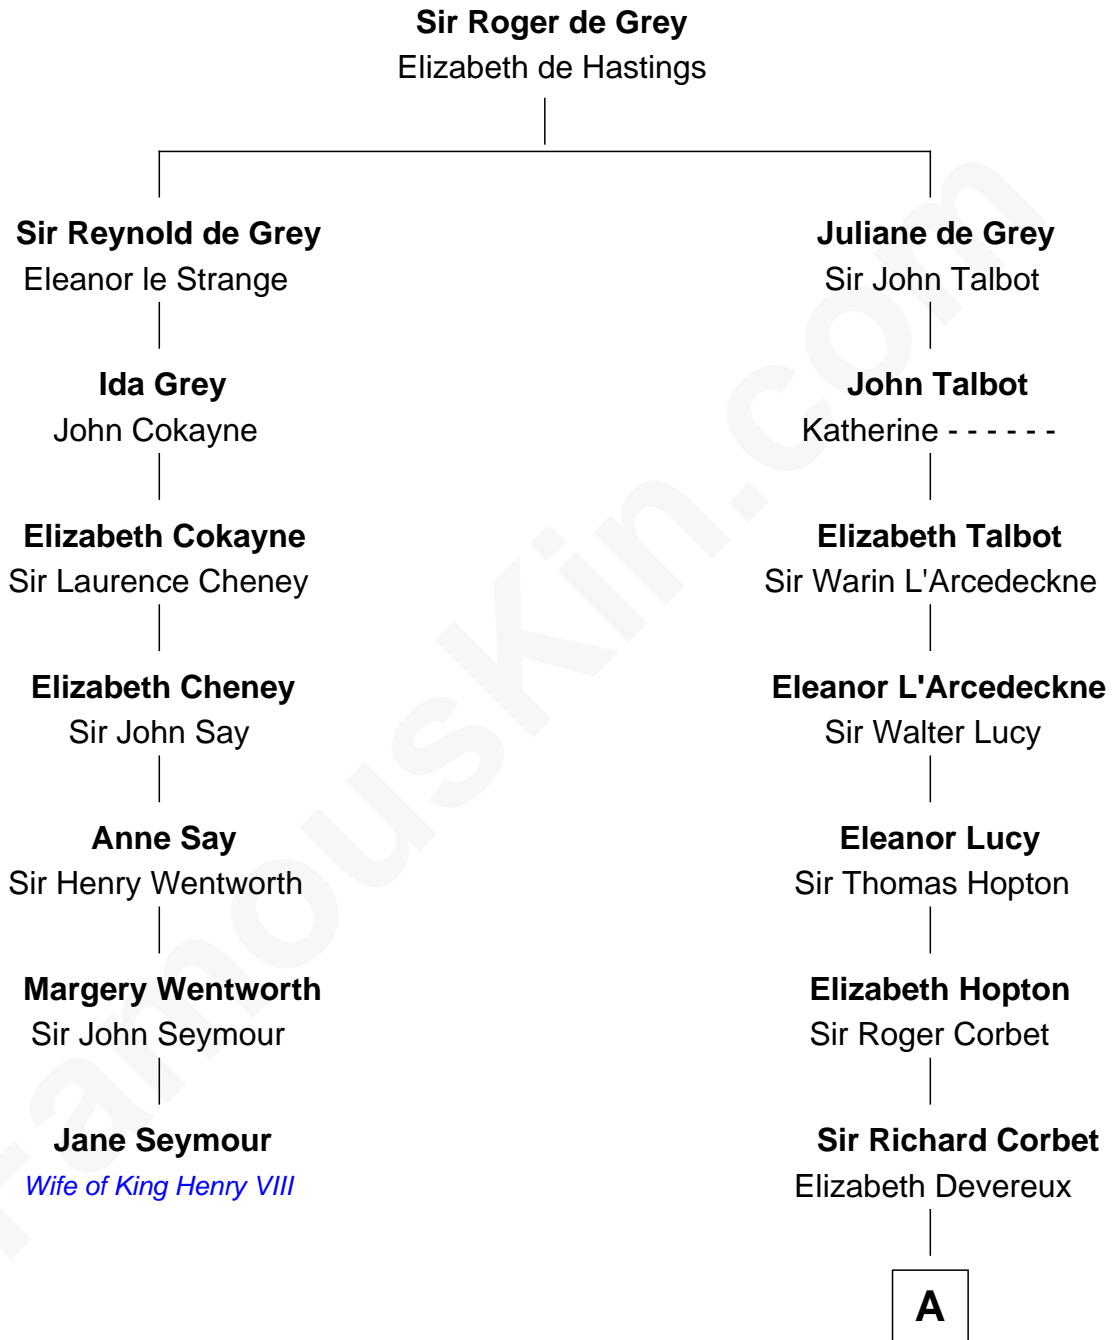 Sir Roger de Grey
Elizabeth de Hastings
Sir Reynold de Grey
Eleanor le Strange
Juliane de Grey
Sir John Talbot
Ida Grey
John Cokayne
John Talbot
Katherine - - - - - -
Elizabeth Cokayne
Sir Laurence Cheney
Elizabeth Talbot
Sir Warin L'Arcedeckne
Elizabeth Cheney
Sir John Say
Eleanor L'Arcedeckne
Sir Walter Lucy
Anne Say
Sir Henry Wentworth
Eleanor Lucy
Sir Thomas Hopton
Margery Wentworth
Sir John Seymour
Elizabeth Hopton
Sir Roger Corbet
Jane Seymour
Wife of King Henry VIII
Sir Richard Corbet
Elizabeth Devereux
A
FamousKin.com